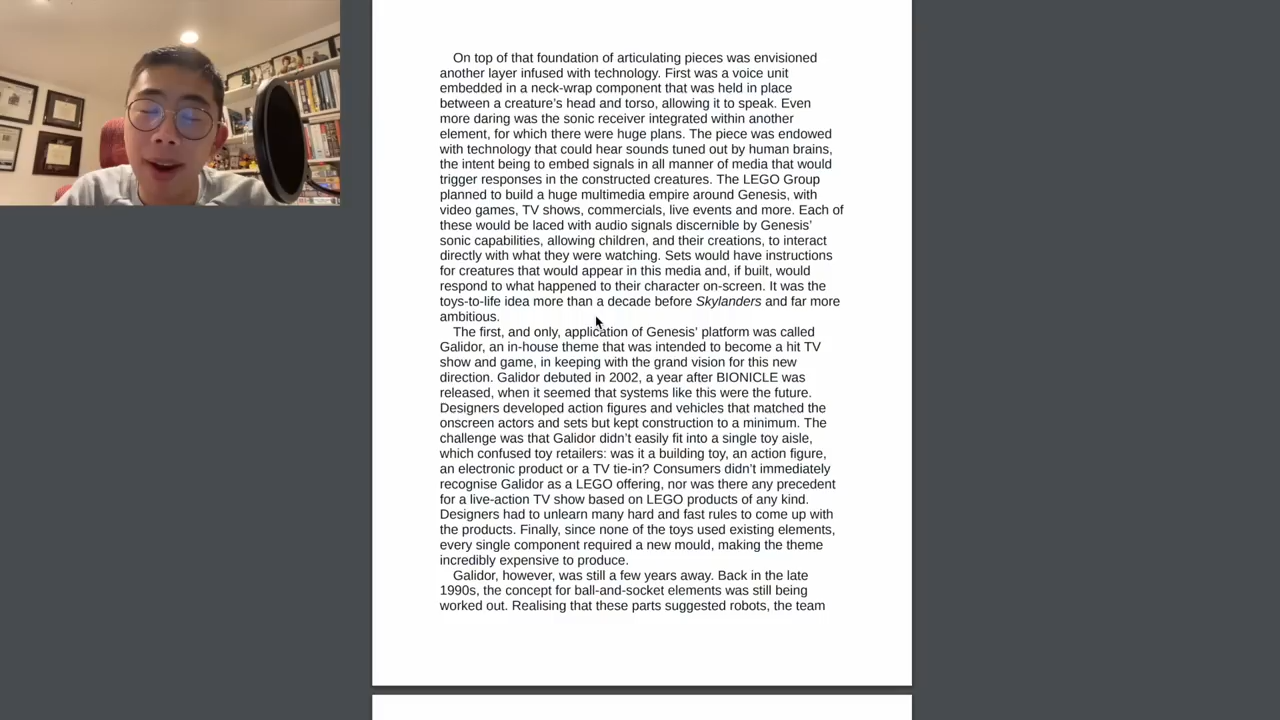 On top of that foundation of articulating pieces was envisioned
another layer infused with technology. First was a voice unit
embedded in a neck-wrap component that was held in place
between a creature’s head and torso, allowing it to speak. Even
more daring was the sonic receiver integrated within another
element, for which there were huge plans. The piece was endowed
with technology that could hear sounds tuned out by human brains,
the intent being to embed signals in all manner of media that would
trigger responses in the constructed creatures. The LEGO Group
planned to build a huge multimedia empire around Genesis, with
video games, TV shows, commercials, live events and more. Each of
these would be laced with audio signals discernible by Genesis’
sonic capabilities, allowing children, and their creations, to interact
directly with what they were watching. Sets would have instructions
for creatures that would appear in this media and, if built, would
respond to what happened to their character on-screen. It was the
toys-to-life idea more than a decade before Skylanders and far more
ambitious.
The first, and only, application of Genesis’ platform was called
Galidor, an in-house theme that was intended to become a hit TV
show and game, in keeping with the grand vision for this new
direction. Galidor debuted in 2002, a year after BIONICLE was
released, when it seemed that systems like this were the future.
Designers developed action figures and vehicles that matched the
onscreen actors and sets but kept construction to a minimum. The
challenge was that Galidor didn’t easily fit into a single toy aisle,
which confused toy retailers: was it a building toy, an action figure,
an electronic product or a TV tie-in? Consumers didn’t immediately
recognise Galidor as a LEGO offering, nor was there any precedent
for a live-action TV show based on LEGO products of any kind.
Designers had to unlearn many hard and fast rules to come up with
the products. Finally, since none of the toys used existing elements,
every single component required a new mould, making the theme
incredibly expensive to produce.
Galidor, however, was still a few years away. Back in the late
1990s, the concept for ball-and-socket elements was still being
worked out. Realising that these parts suggested robots, the team